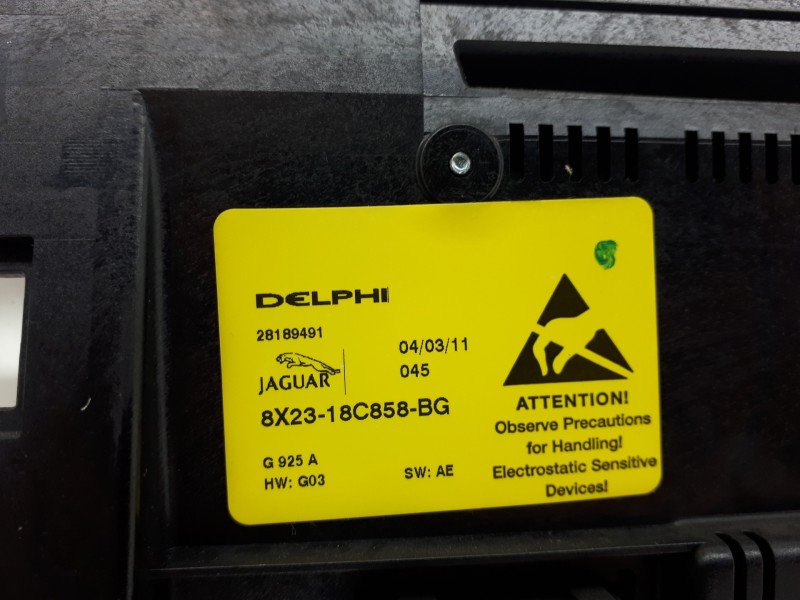 DELPHI
28189491
04/03/11
JAGUAR
045
8X23-18C858-BG
G 925 A
HW: G03
SW: AE
ATTENTION!
Observe Precautions
for Handling!
Electrostatic Sensitive
Devices!